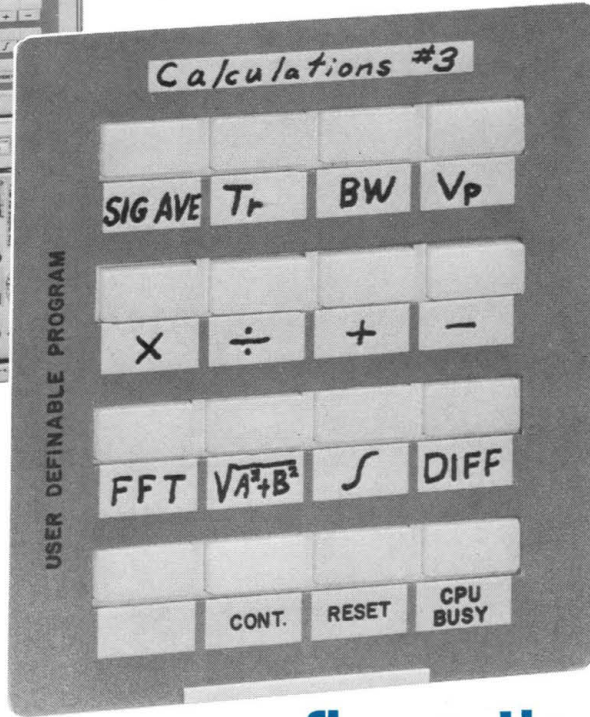 Calculations #3
SIG AVE Tr BW Vp
USER DEFINABLE PROGRAM
× ÷ + −
FFT √A²+B² ∫ DIFF
CONT. RESET CPU BUSY